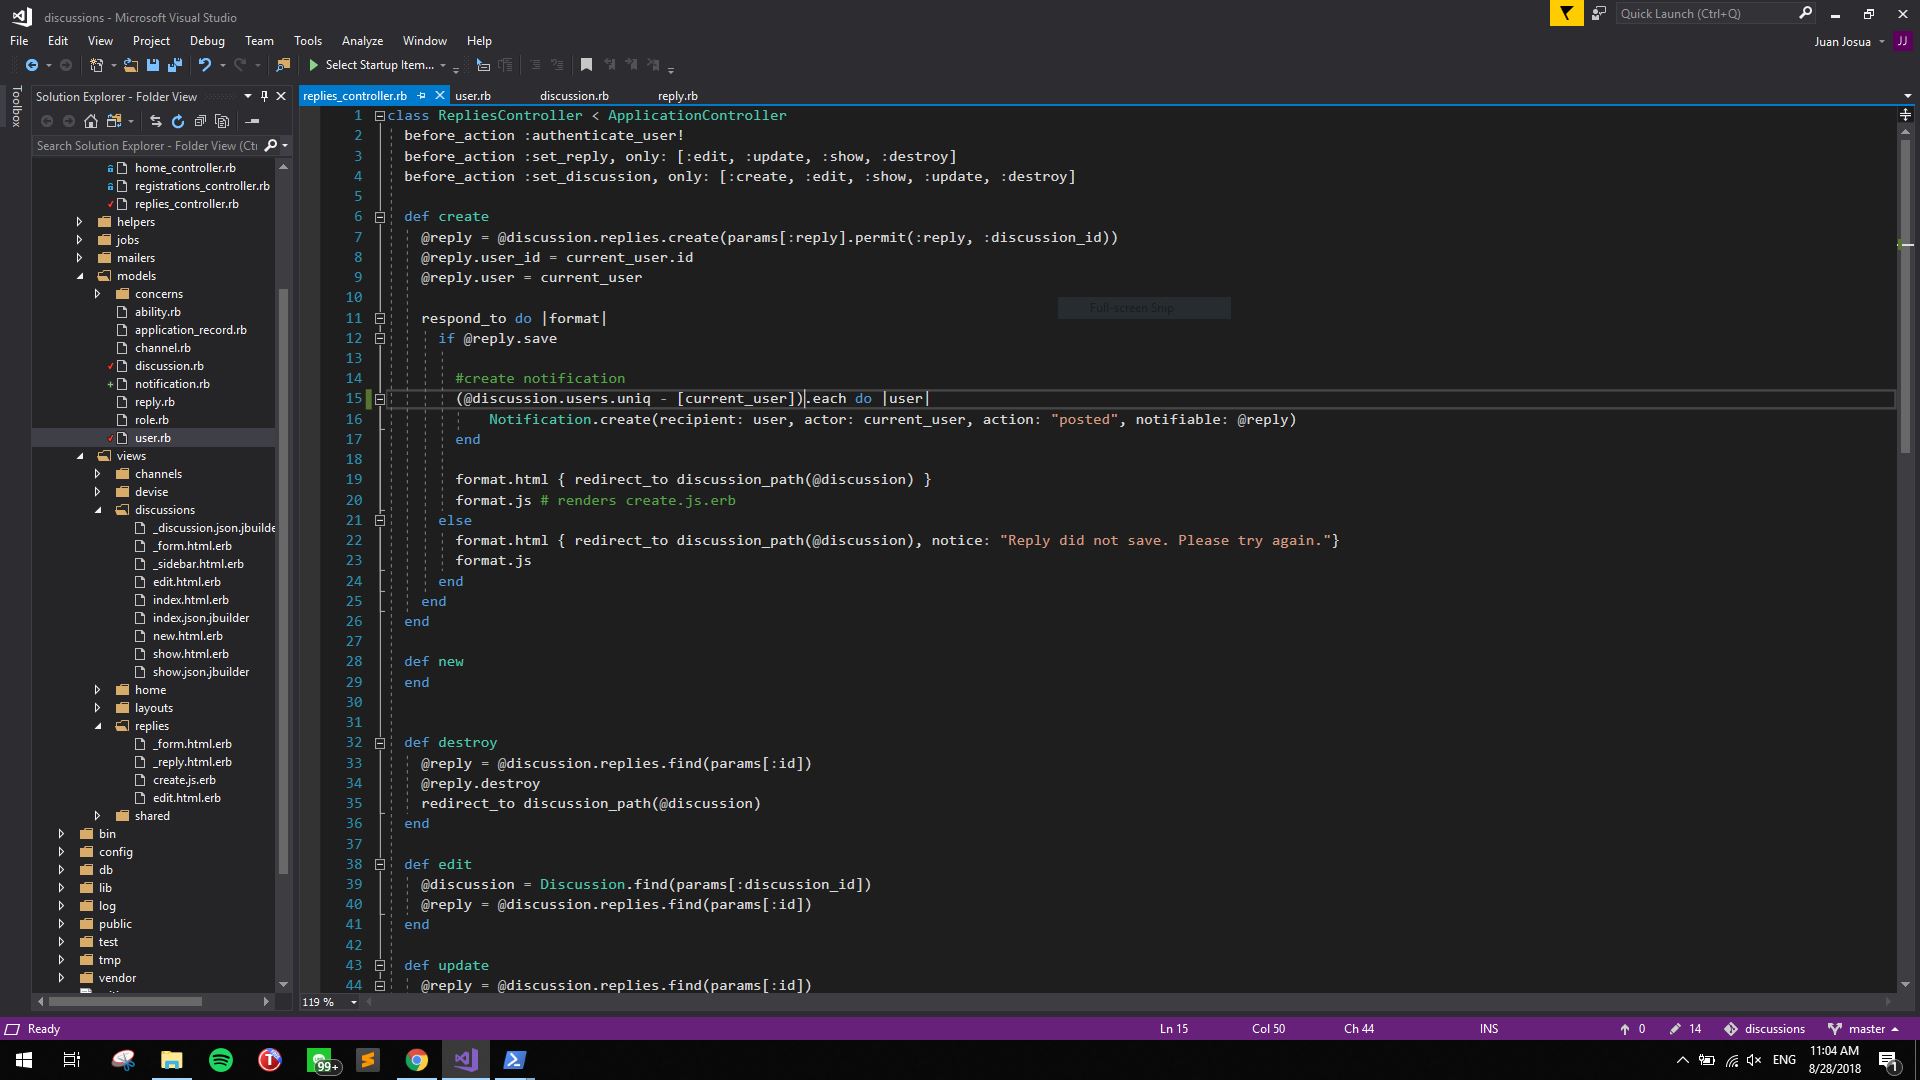 discussions - Microsoft Visual Studio
Quick Launch (Ctrl+Q)
File Edit View Project Debug Team Tools Analyze Window Help
Juan Josua JJ
Select Startup Item...
Toolbox
Solution Explorer - Folder View
Search Solution Explorer - Folder View (Ctr
home_controller.rb
registrations_controller.rb
replies_controller.rb
helpers
jobs
mailers
models
concerns
ability.rb
application_record.rb
channel.rb
discussion.rb
notification.rb
reply.rb
role.rb
user.rb
views
channels
devise
discussions
_discussion.json.jbuilde
_form.html.erb
_sidebar.html.erb
edit.html.erb
index.html.erb
index.json.jbuilder
new.html.erb
show.html.erb
show.json.jbuilder
home
layouts
replies
_form.html.erb
_reply.html.erb
create.js.erb
edit.html.erb
shared
bin
config
db
lib
log
public
test
tmp
vendor
replies_controller.rb user.rb discussion.rb reply.rb
1 class RepliesController < ApplicationController
2 before_action :authenticate_user!
3 before_action :set_reply, only: [:edit, :update, :show, :destroy]
4 before_action :set_discussion, only: [:create, :edit, :show, :update, :destroy]
5
6 def create
7 @reply = @discussion.replies.create(params[:reply].permit(:reply, :discussion_id))
8 @reply.user_id = current_user.id
9 @reply.user = current_user
10
Full-screen Snip
11 respond_to do |format|
12 if @reply.save
13
14 #create notification
15 (@discussion.users.uniq - [current_user]).each do |user|
16 Notification.create(recipient: user, actor: current_user, action: "posted", notifiable: @reply)
17 end
18
19 format.html { redirect_to discussion_path(@discussion) }
20 format.js # renders create.js.erb
21 else
22 format.html { redirect_to discussion_path(@discussion), notice: "Reply did not save. Please try again."}
23 format.js
24 end
25 end
26 end
27
28 def new
29 end
30
31
32 def destroy
33 @reply = @discussion.replies.find(params[:id])
34 @reply.destroy
35 redirect_to discussion_path(@discussion)
36 end
37
38 def edit
39 @discussion = Discussion.find(params[:discussion_id])
40 @reply = @discussion.replies.find(params[:id])
41 end
42
43 def update
44 @reply = @discussion.replies.find(params[:id])
119 %
Ready Ln 15 Col 50 Ch 44 INS 0 14 discussions master
99+
ENG 11:04 AM
8/28/2018
1